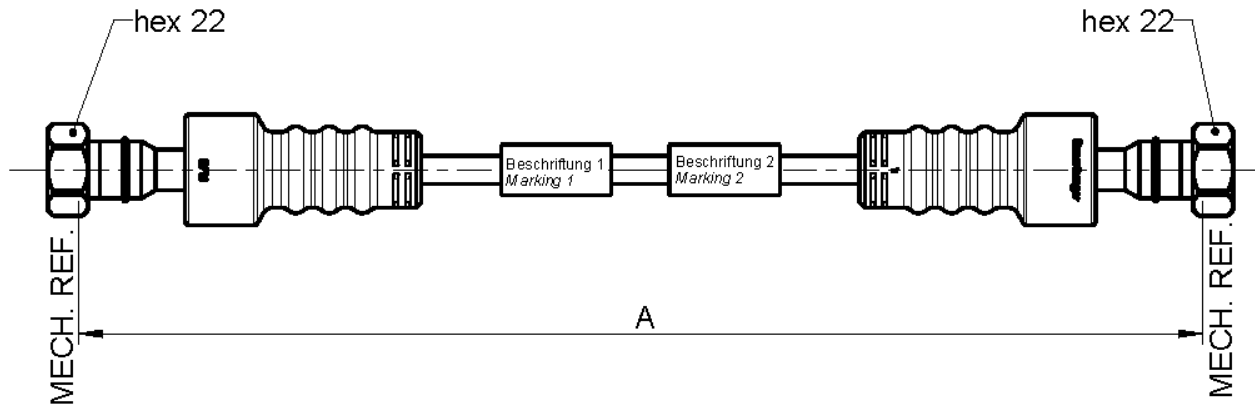 hex 22
hex 22
Beschriftung 1
Marking 1
Beschriftung 2
Marking 2
MECH. REF.
A
MECH. REF.